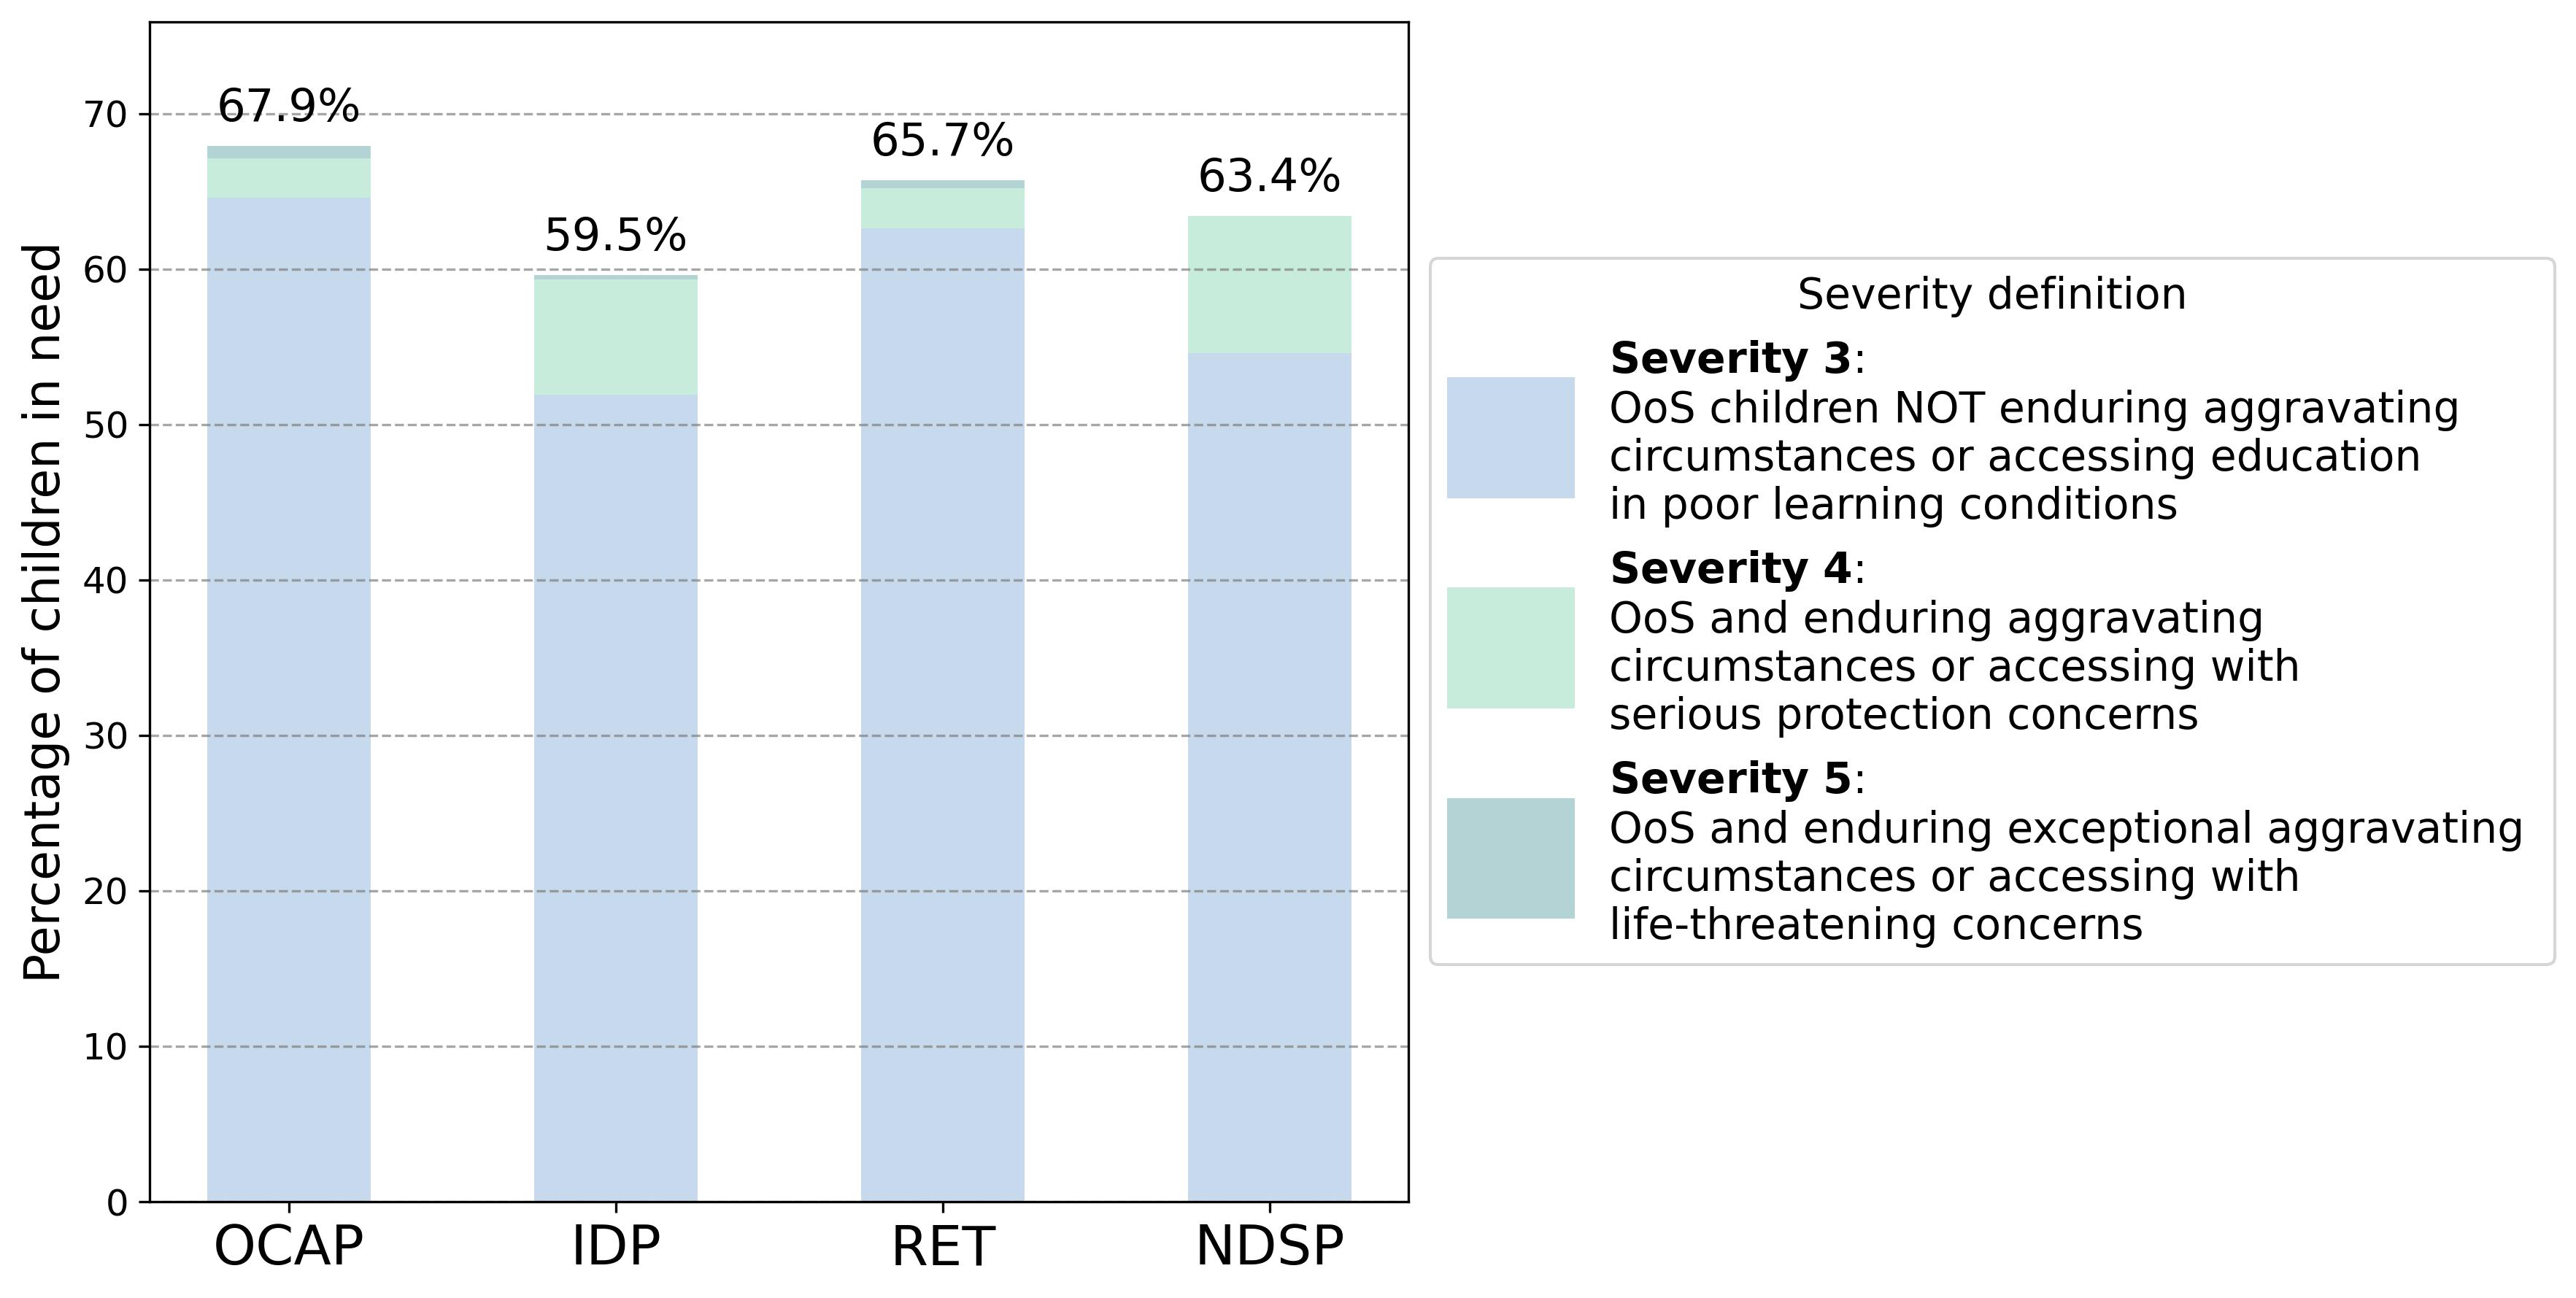 Percentage of children in need
70
60
50
40
30
20
10
0
67.9%
59.5%
65.7%
63.4%
OCAP
IDP
RET
NDSP
Severity definition
Severity 3:
OoS children NOT enduring aggravating
circumstances or accessing education
in poor learning conditions
Severity 4:
OoS and enduring aggravating
circumstances or accessing with
serious protection concerns
Severity 5:
OoS and enduring exceptional aggravating
circumstances or accessing with
life-threatening concerns